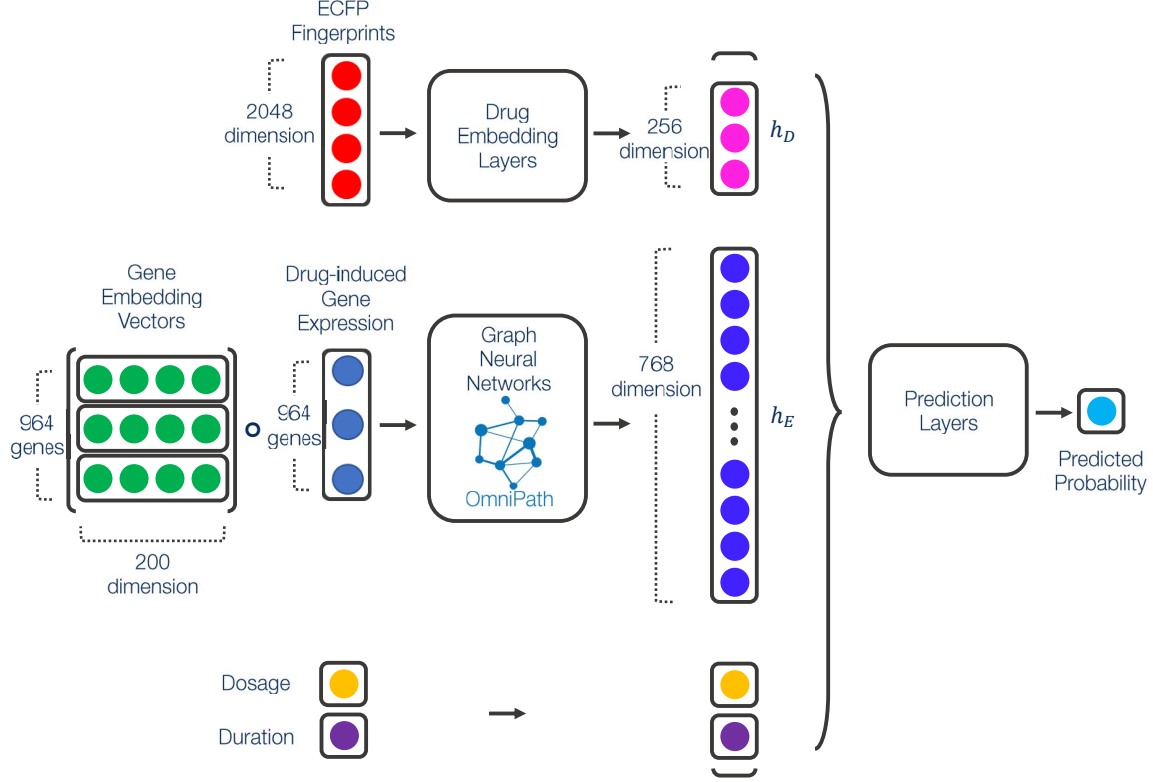 ECFP
Fingerprints
2048
dimension
Drug
Embedding
Layers
256
dimension
h_D
Gene
Embedding
Vectors
964
genes
200
dimension
Drug-induced
Gene
Expression
964
genes
Graph
Neural
Networks
OmniPath
768
dimension
h_E
Prediction
Layers
Predicted
Probability
Dosage
Duration